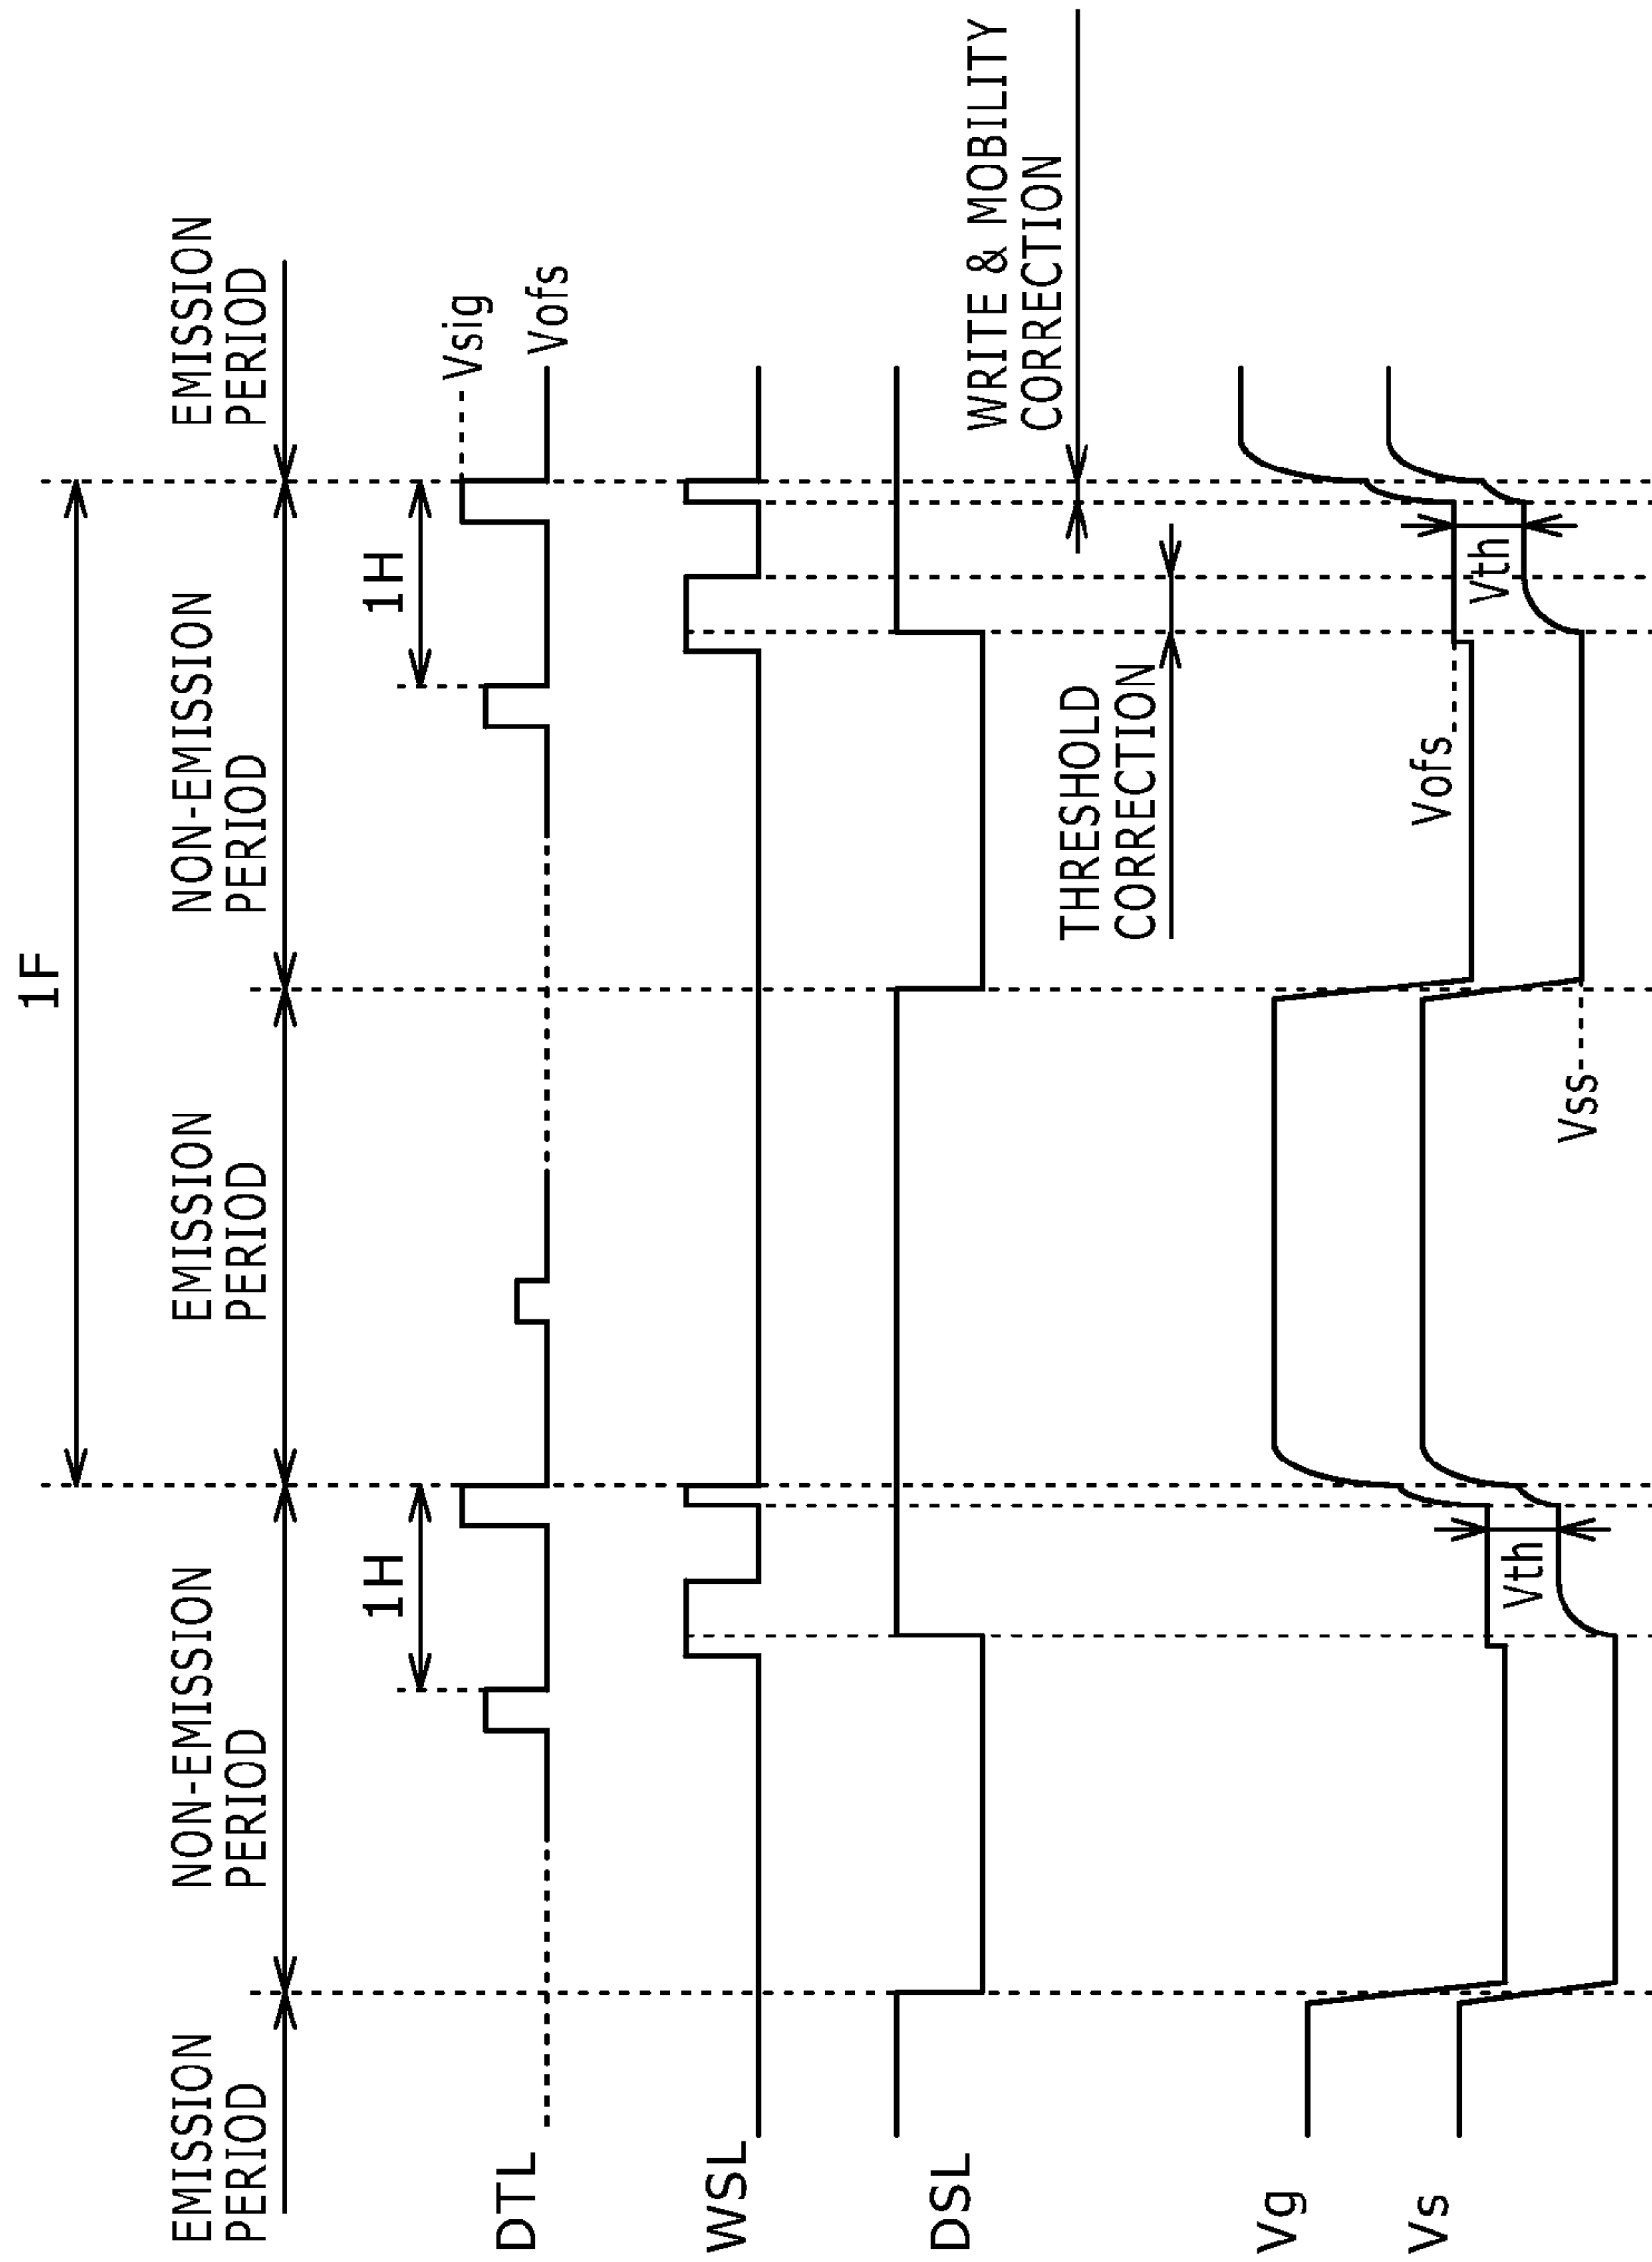 1F
EMISSION
PERIOD
NON-EMISSION
PERIOD
EMISSION
PERIOD
NON-EMISSION
PERIOD
EMISSION
PERIOD
1H
1H
Vsig
Vofs
DTL
WSL
DSL
WRITE & MOBILITY
CORRECTION
THRESHOLD
CORRECTION
Vg
Vofs
Vth
Vth
Vs
Vss